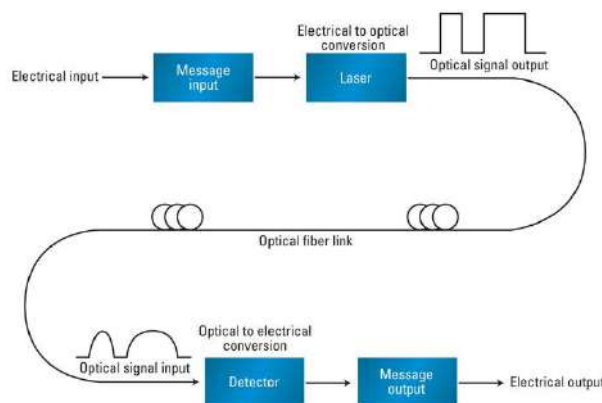 Electrical to optical
conversion
Electrical input
Message
input
Laser
Optical signal output
Optical fiber link
Optical to electrical
conversion
Optical signal input
Detector
Message
output
Electrical output